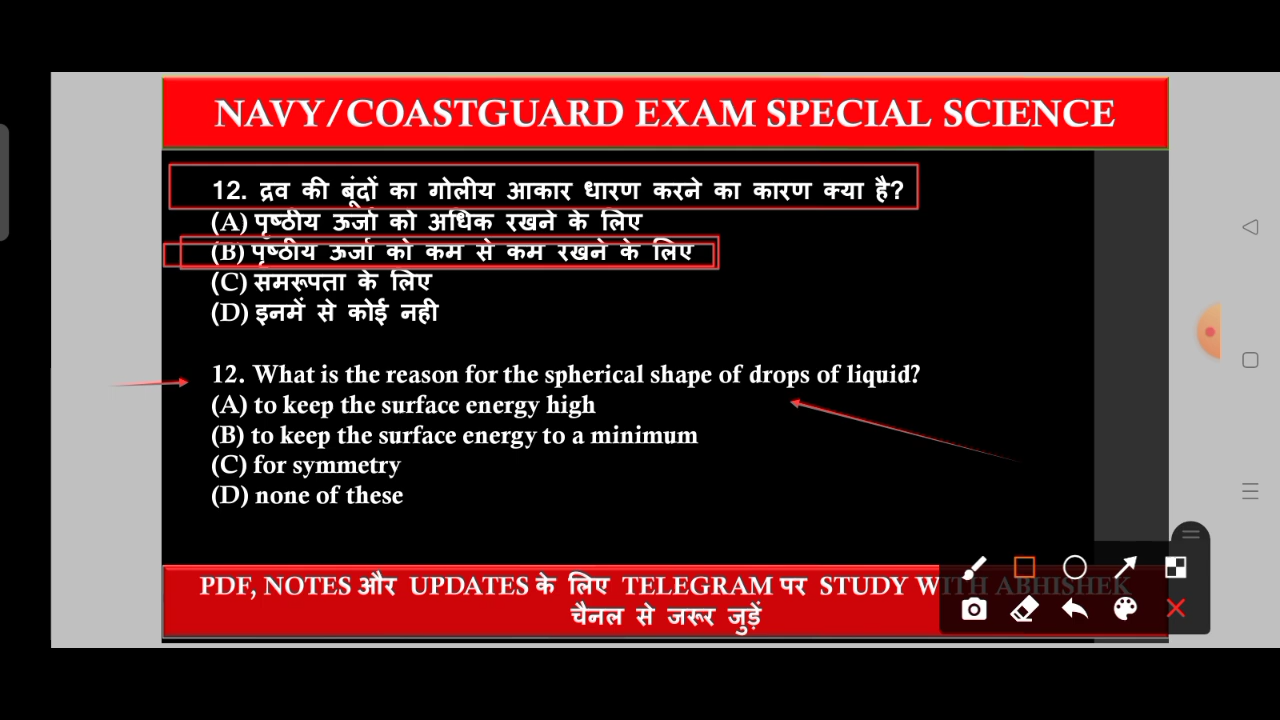 NAVY/COASTGUARD EXAM SPECIAL SCIENCE
12. द्रव की बूंदों का गोलीय आकार धारण करने का कारण क्या है?
(A) पृष्ठीय ऊर्जा को अधिक रखने के लिए
(B) पृष्ठीय ऊर्जा को कम से कम रखने के लिए
(C) समरूपता के लिए
(D) इनमें से कोई नही
12. What is the reason for the spherical shape of drops of liquid?
(A) to keep the surface energy high
(B) to keep the surface energy to a minimum
(C) for symmetry
(D) none of these
PDF, NOTES और UPDATES के लिए TELEGRAM पर STUDY WITH ABHISHEK
चैनल से जरूर जुड़ें